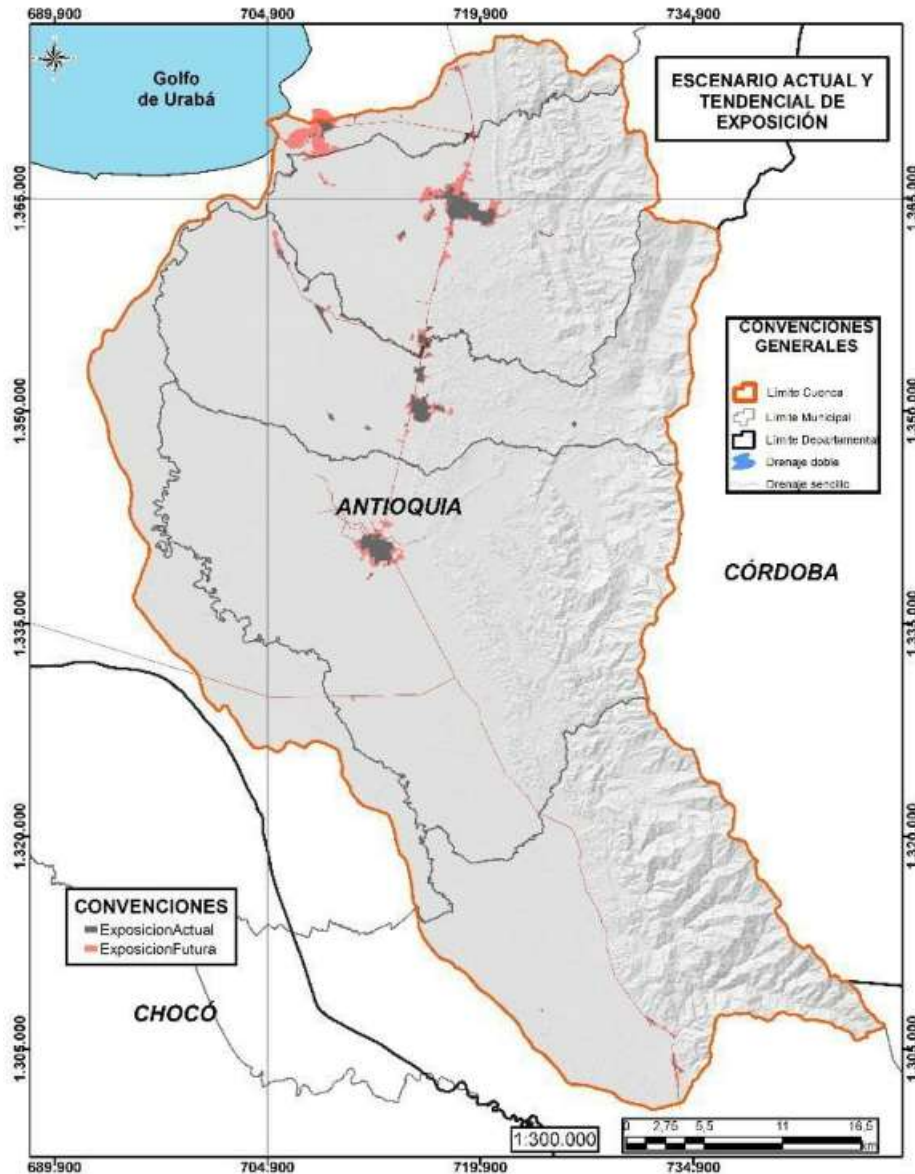 689,900 704,900 719,900 734,900
Golfo
de Urabá
ESCENARIO ACTUAL Y
TENDENCIAL DE
EXPOSICIÓN
1.365.000 1.365.000
CONVENCIONES
GENERALES
Límite Cuenca
Límite Municipal
Límite Departamental
Drenaje doble
Drenaje sencillo
1.350.000 1.350.000
ANTIOQUIA
CÓRDOBA
1.335.000 1.335.000
1.320.000 1.320.000
CONVENCIONES
ExposicionActual
ExposicionFutura
CHOCÓ
1.305.000 1.305.000
1:300.000
0 2,75 5,5 11 16,5
km
689,900 704,900 719,900 734,900